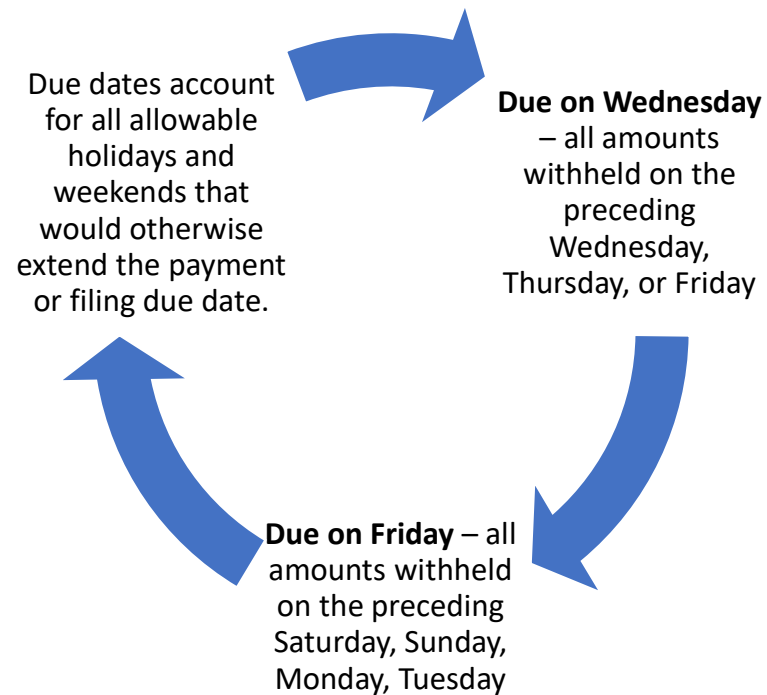 Due dates account
for all allowable
holidays and
weekends that
would otherwise
extend the payment
or filing due date.
Due on Wednesday
– all amounts
withheld on the
preceding
Wednesday,
Thursday, or Friday
Due on Friday – all
amounts withheld
on the preceding
Saturday, Sunday,
Monday, Tuesday